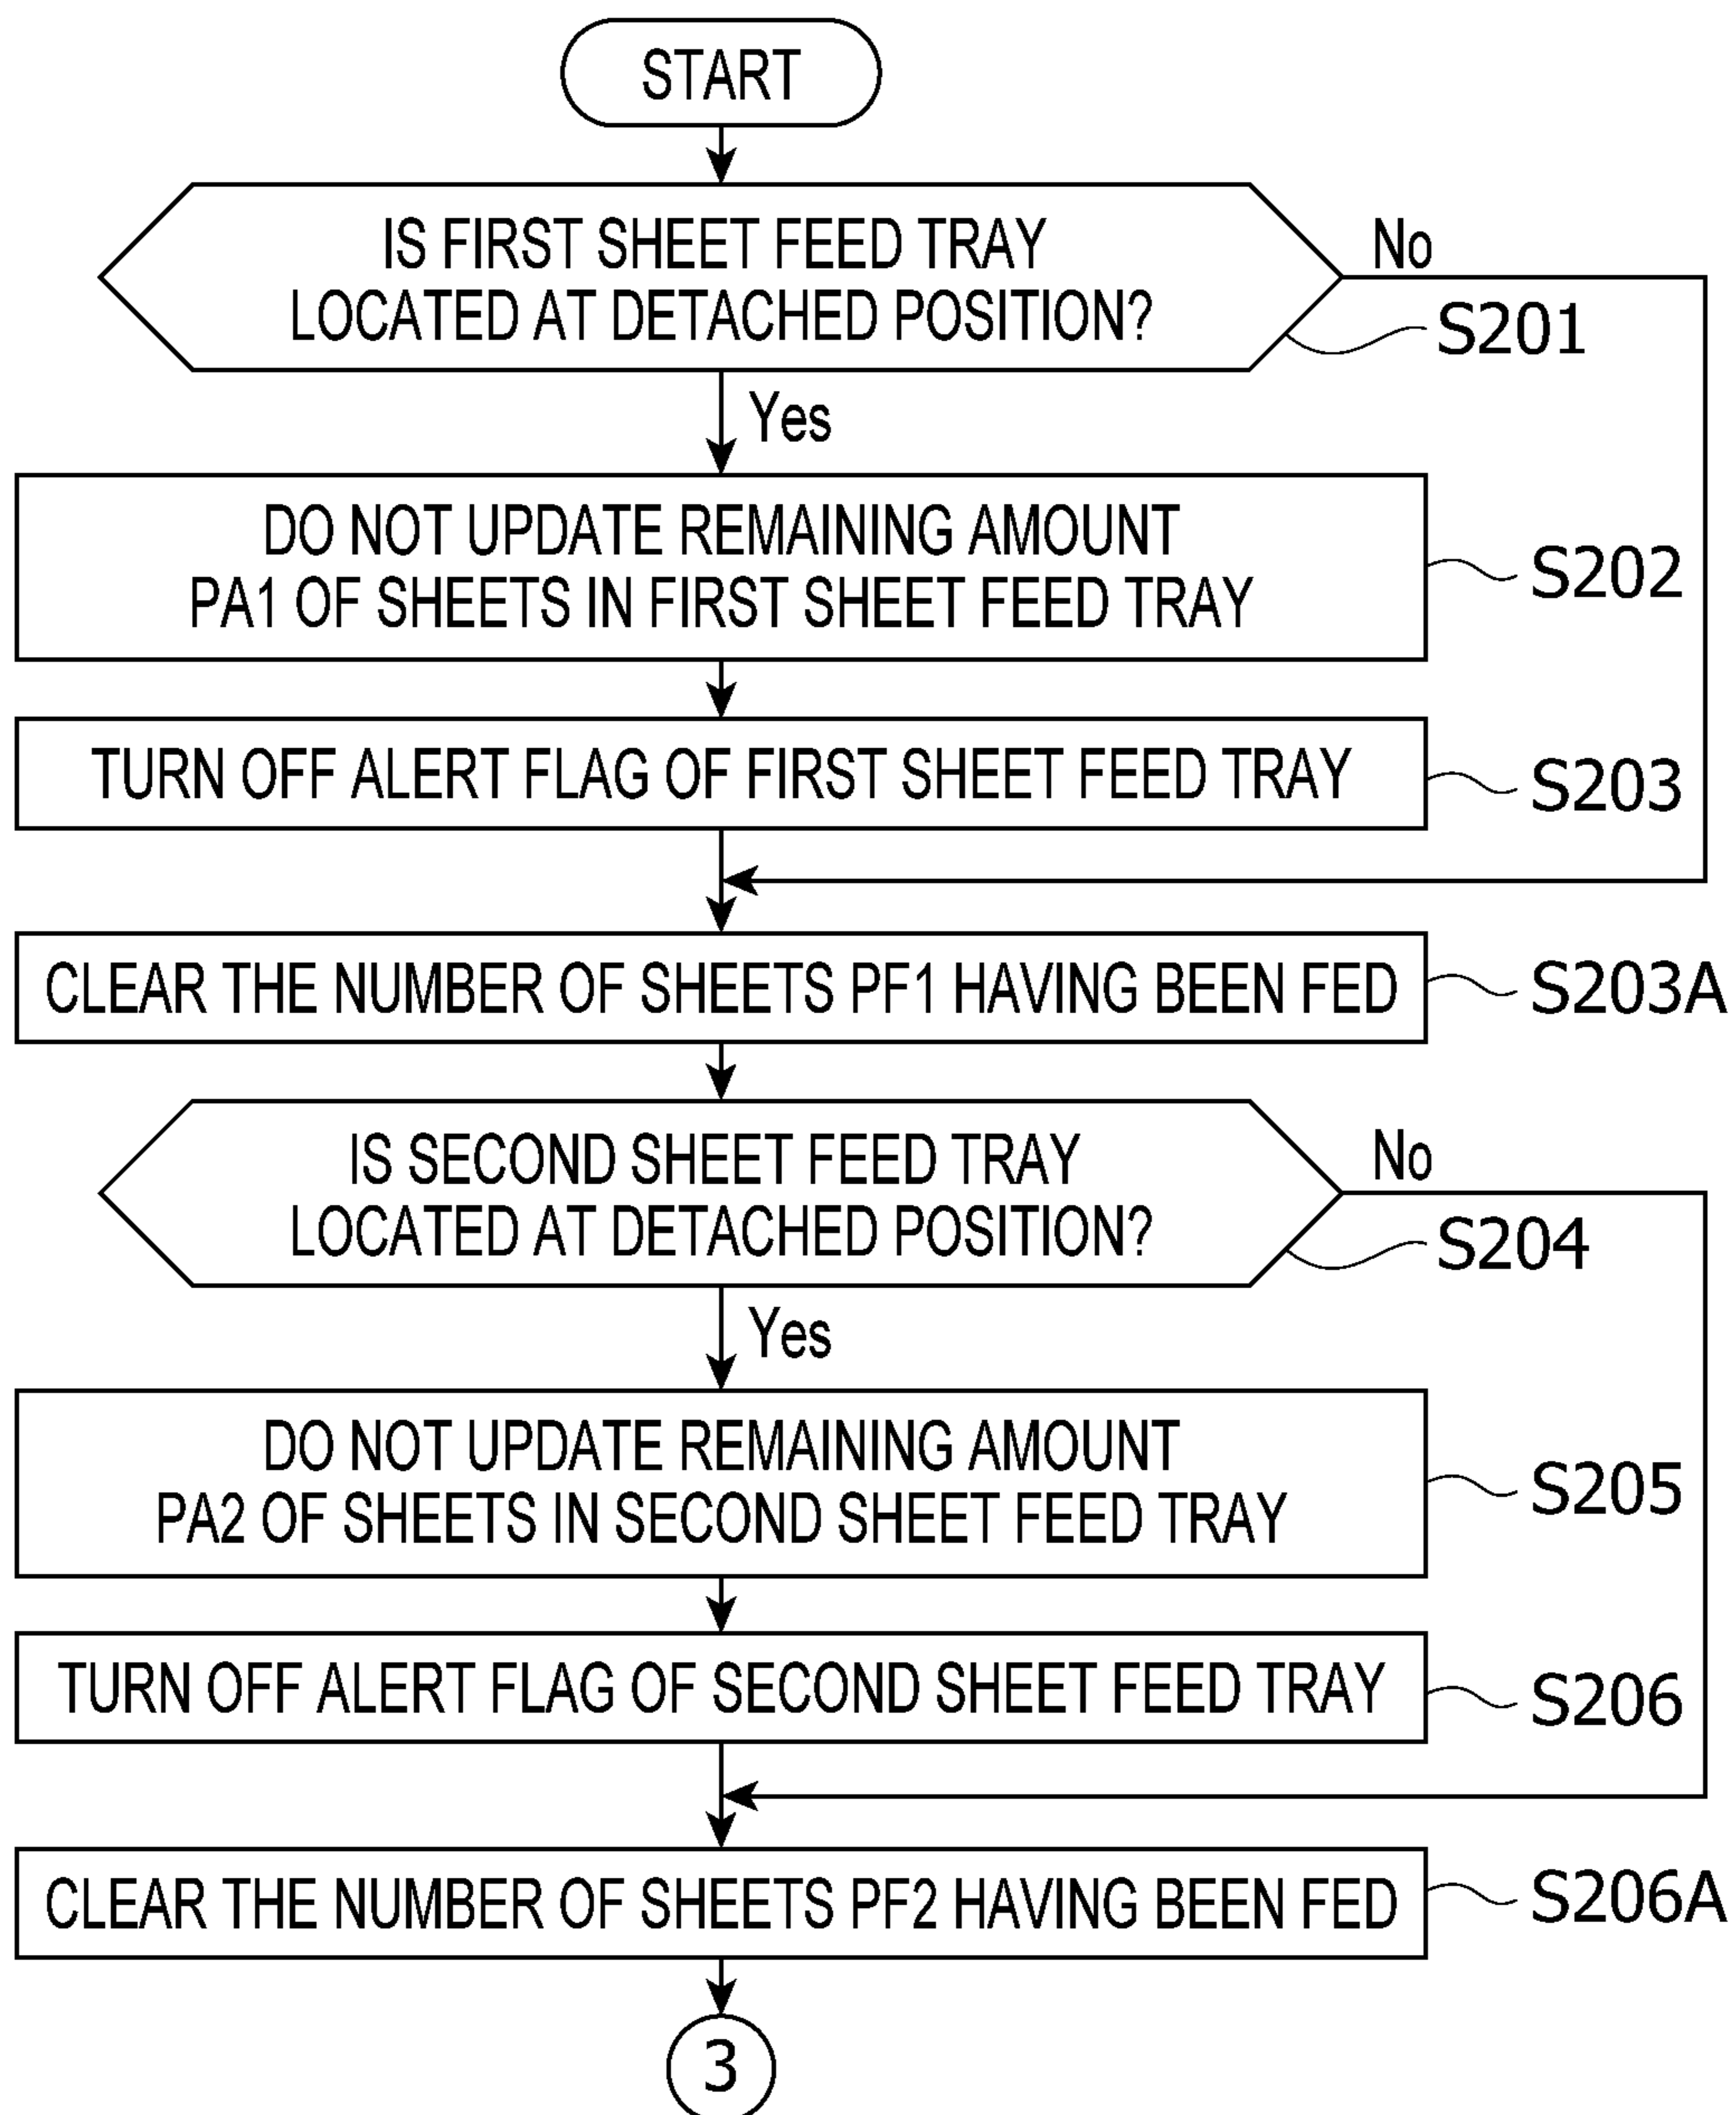 START
IS FIRST SHEET FEED TRAY
LOCATED AT DETACHED POSITION?
No
S201
Yes
DO NOT UPDATE REMAINING AMOUNT
PA1 OF SHEETS IN FIRST SHEET FEED TRAY
S202
TURN OFF ALERT FLAG OF FIRST SHEET FEED TRAY
S203
CLEAR THE NUMBER OF SHEETS PF1 HAVING BEEN FED
S203A
IS SECOND SHEET FEED TRAY
LOCATED AT DETACHED POSITION?
No
S204
Yes
DO NOT UPDATE REMAINING AMOUNT
PA2 OF SHEETS IN SECOND SHEET FEED TRAY
S205
TURN OFF ALERT FLAG OF SECOND SHEET FEED TRAY
S206
CLEAR THE NUMBER OF SHEETS PF2 HAVING BEEN FED
S206A
3